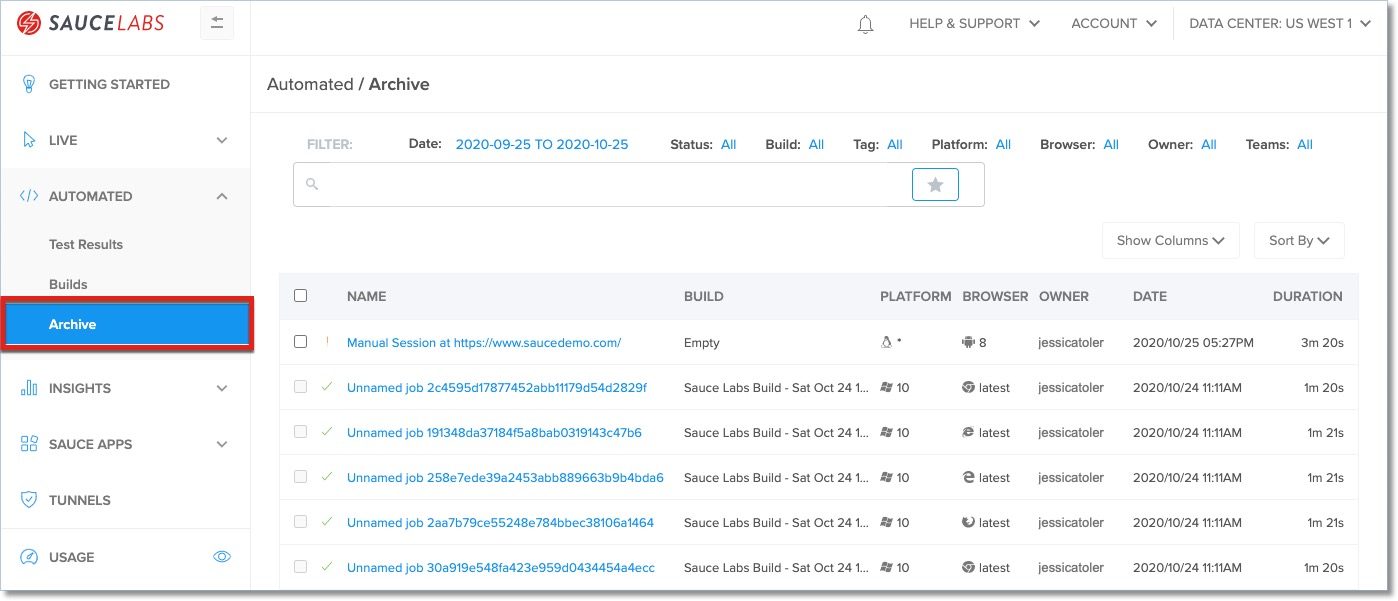 SAUCELABS
HELP & SUPPORT ACCOUNT DATA CENTER: US WEST 1
GETTING STARTED
LIVE
AUTOMATED
Test Results
Builds
Archive
INSIGHTS
SAUCE APPS
TUNNELS
USAGE
Automated / Archive
FILTER: Date: 2020-09-25 TO 2020-10-25 Status: All Build: All Tag: All Platform: All Browser: All Owner: All Teams: All
Show Columns Sort By
NAME BUILD PLATFORM BROWSER OWNER DATE DURATION
! Manual Session at https://www.saucedemo.com/ Empty * 8 jessicatoler 2020/10/25 05:27PM 3m 20s
Unnamed job 2c4595d17877452abb11179d54d2829f Sauce Labs Build - Sat Oct 24 1... 10 latest jessicatoler 2020/10/24 11:11AM 1m 20s
Unnamed job 191348da37184f5a8bab0319143c47b6 Sauce Labs Build - Sat Oct 24 1... 10 latest jessicatoler 2020/10/24 11:11AM 1m 21s
Unnamed job 258e7ede39a2453abb889663b9b4bda6 Sauce Labs Build - Sat Oct 24 1... 10 latest jessicatoler 2020/10/24 11:11AM 1m 21s
Unnamed job 2aa7b79ce55248e784bbec38106a1464 Sauce Labs Build - Sat Oct 24 1... 10 latest jessicatoler 2020/10/24 11:11AM 1m 21s
Unnamed job 30a919e548fa423e959d0434454a4ecc Sauce Labs Build - Sat Oct 24 1... 10 latest jessicatoler 2020/10/24 11:11AM 1m 20s